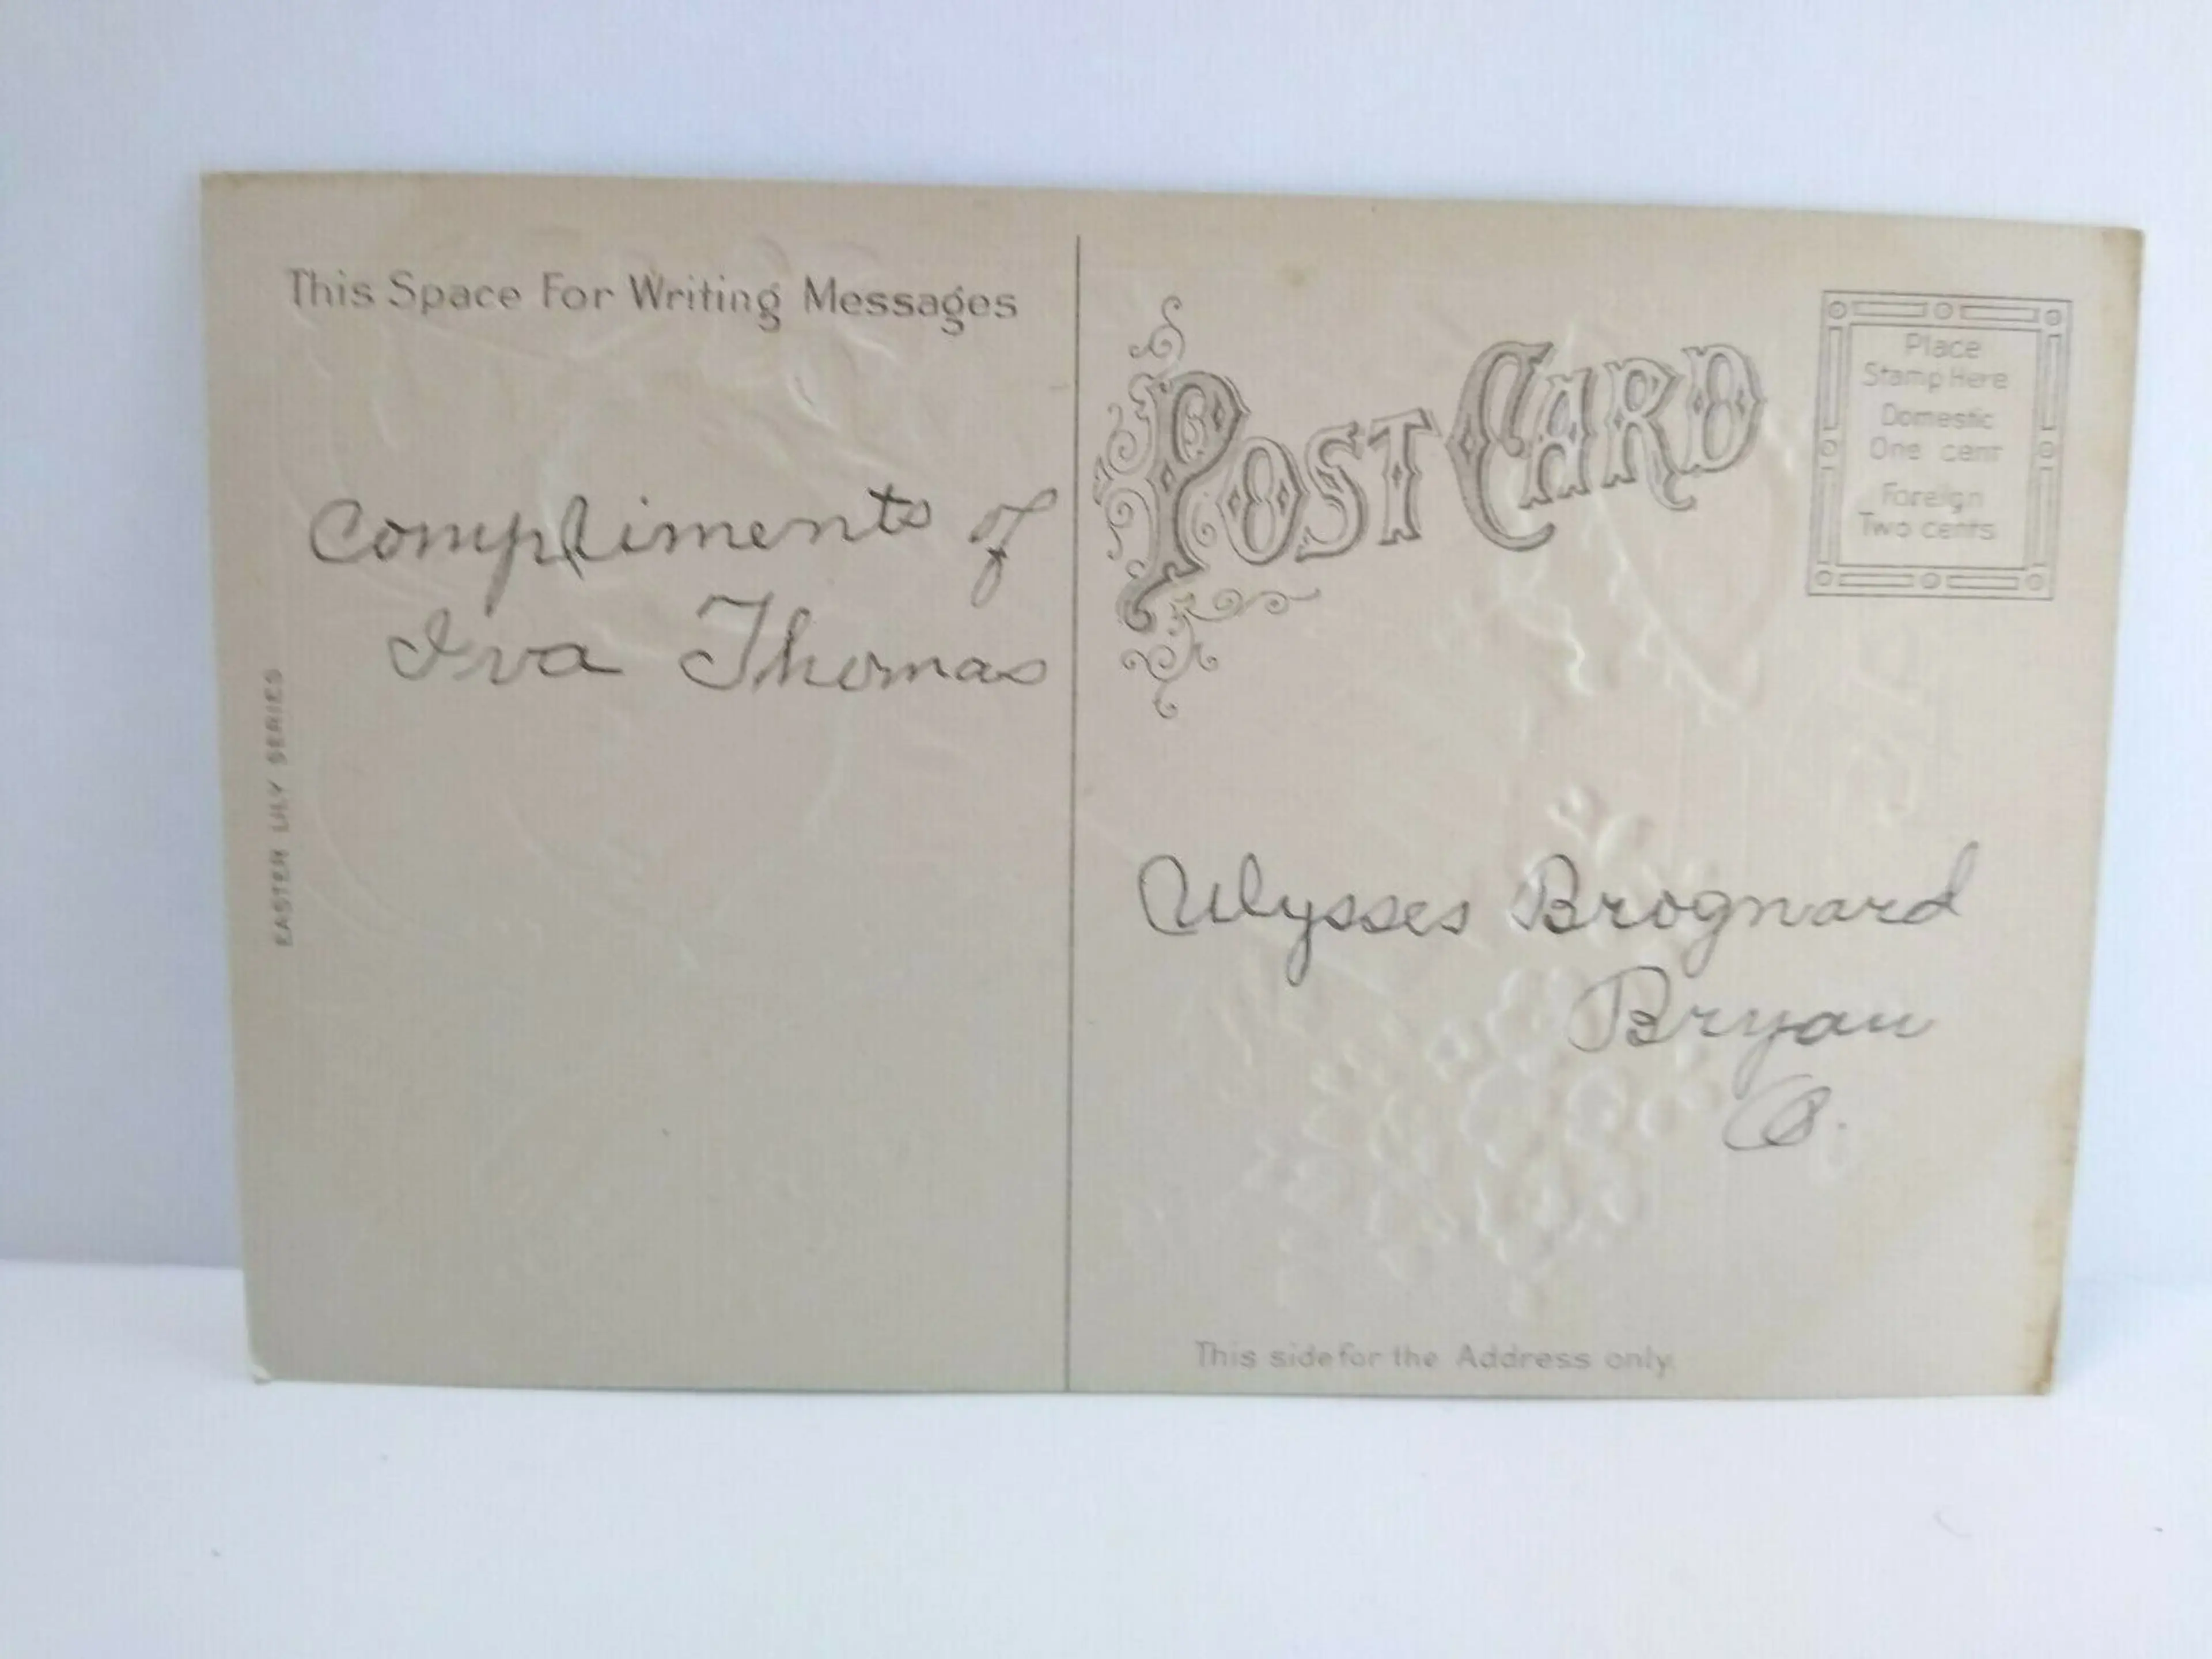 This Space For Writing Messages
Compliments of
Iva Thomas
EASTER LILY SERIES
POST CARD
Place
Stamp Here
Domestic
One cent
Foreign
Two cents
Ulysses Brognard
Bryan
O.
This side for the Address only.